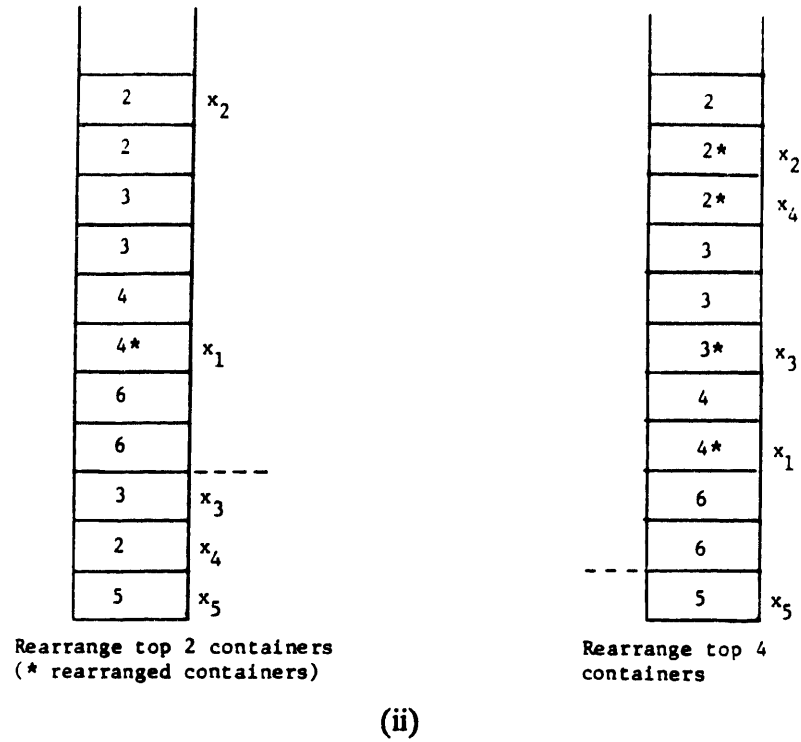 2 x2
2
3
3
4
4* x1
6
6
3 x3
2 x4
5 x5
Rearrange top 2 containers
(* rearranged containers)
2
2* x2
2* x4
3
3
3* x3
4
4* x1
6
6
5 x5
Rearrange top 4
containers
(ii)